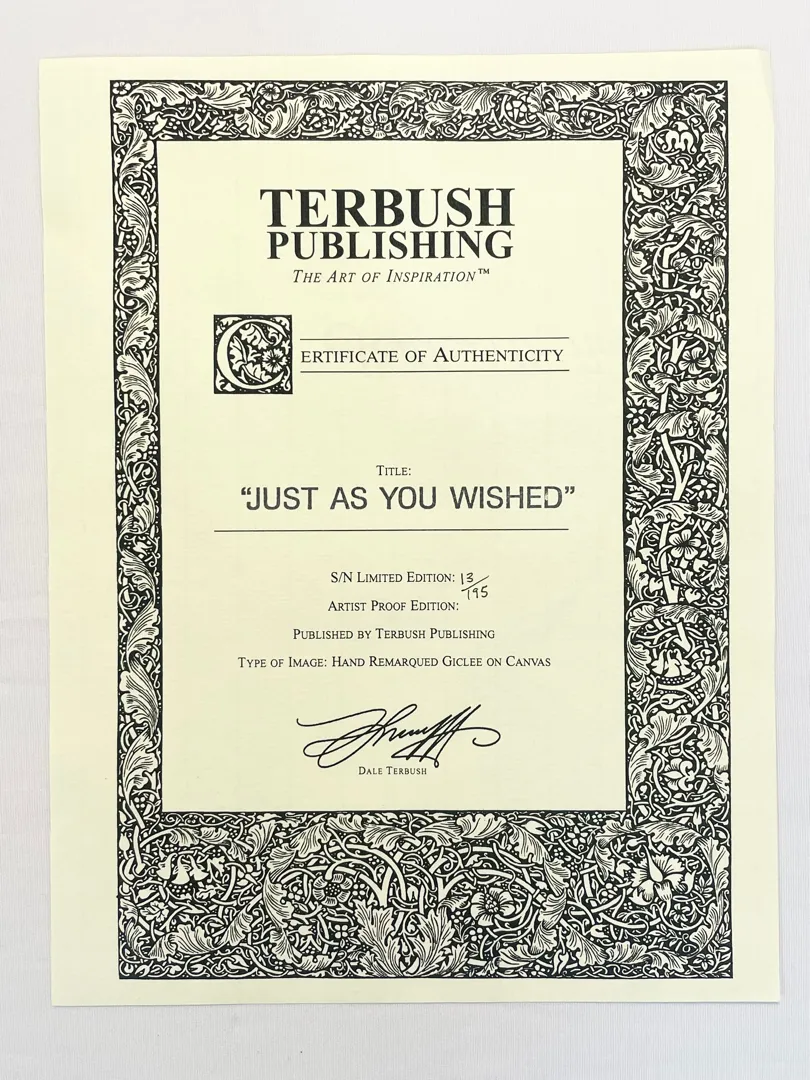 TERBUSH
PUBLISHING
THE ART OF INSPIRATION™
CERTIFICATE OF AUTHENTICITY
TITLE:
“JUST AS YOU WISHED”
S/N LIMITED EDITION: 13/195
ARTIST PROOF EDITION:
PUBLISHED BY TERBUSH PUBLISHING
TYPE OF IMAGE: HAND REMARQUED GICLEE ON CANVAS
DALE TERBUSH